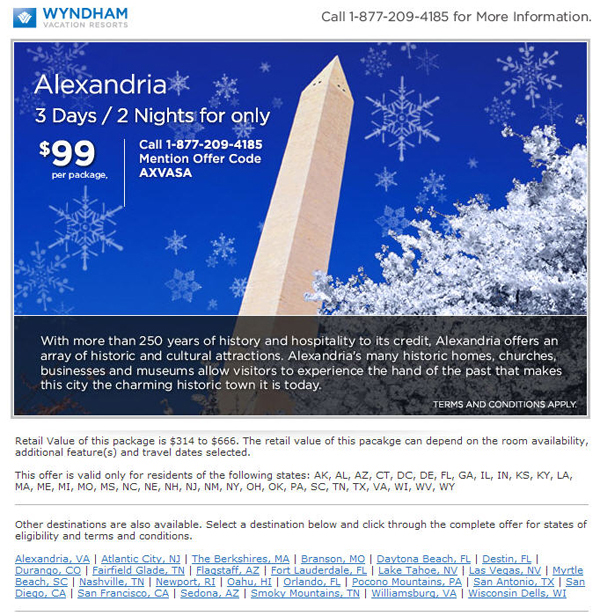 WYNDHAM
VACATION RESORTS
Call 1-877-209-4185 for More Information.
Alexandria
3 Days / 2 Nights for only
$99
per package,
Call 1-877-209-4185
Mention Offer Code
AXVASA
With more than 250 years of history and hospitality to its credit, Alexandria offers an
array of historic and cultural attractions. Alexandria's many historic homes, churches,
businesses and museums allow visitors to experience the hand of the past that makes
this city the charming historic town it is today.
TERMS AND CONDITIONS APPLY.
Retail Value of this package is $314 to $666. The retail value of this pacakge can depend on the room availability,
additional feature(s) and travel dates selected.
This offer is valid only for residents of the following states: AK, AL, AZ, CT, DC, DE, FL, GA, IL, IN, KS, KY, LA,
MA, ME, MI, MO, MS, NC, NE, NH, NJ, NM, NY, OH, OK, PA, SC, TN, TX, VA, WI, WV, WY
Other destinations are also available. Select a destination below and click through the complete offer for states of
eligibility and terms and conditions.
Alexandria, VA | Atlantic City, NJ | The Berkshires, MA | Branson, MO | Daytona Beach, FL | Destin, FL |
Durango, CO | Fairfield Glade, TN | Flagstaff, AZ | Fort Lauderdale, FL | Lake Tahoe, NV | Las Vegas, NV | Myrtle
Beach, SC | Nashville, TN | Newport, RI | Oahu, HI | Orlando, FL | Pocono Mountains, PA | San Antonio, TX | San
Diego, CA | San Francisco, CA | Sedona, AZ | Smoky Mountains, TN | Williamsburg, VA | Wisconsin Dells, WI